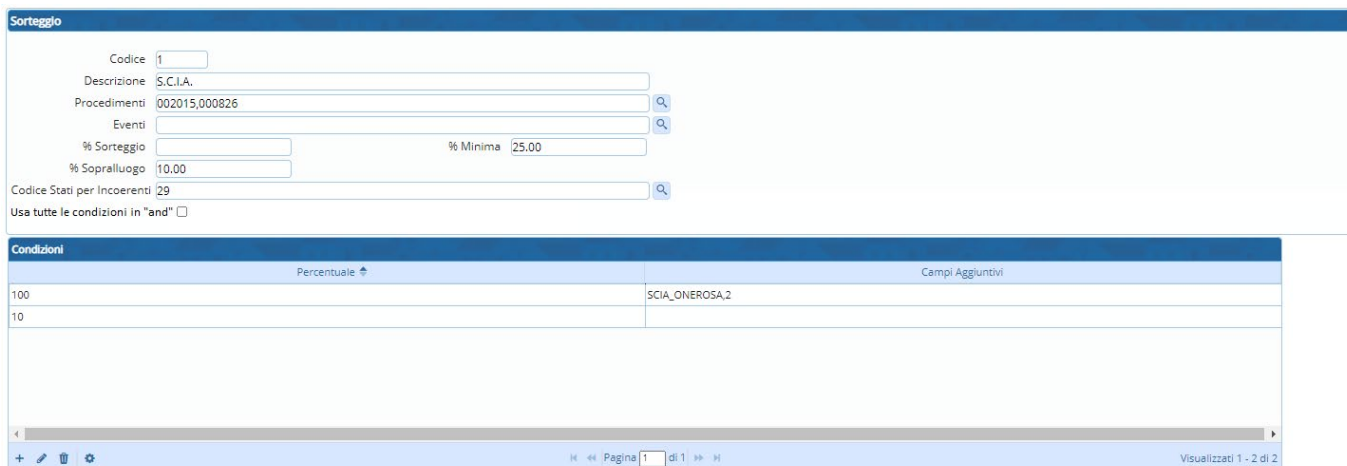 Sorteggio
Codice 1
Descrizione S.C.I.A.
Procedimenti 002015,000826
Eventi
% Sorteggio % Minima 25.00
% Sopralluogo 10.00
Codice Stati per Incoerenti 29
Usa tutte le condizioni in "and"
Condizioni
Percentuale Campi Aggiuntivi
100 SCIA_ONEROSA,2
10
Pagina 1 di 1 Visualizzati 1 - 2 di 2